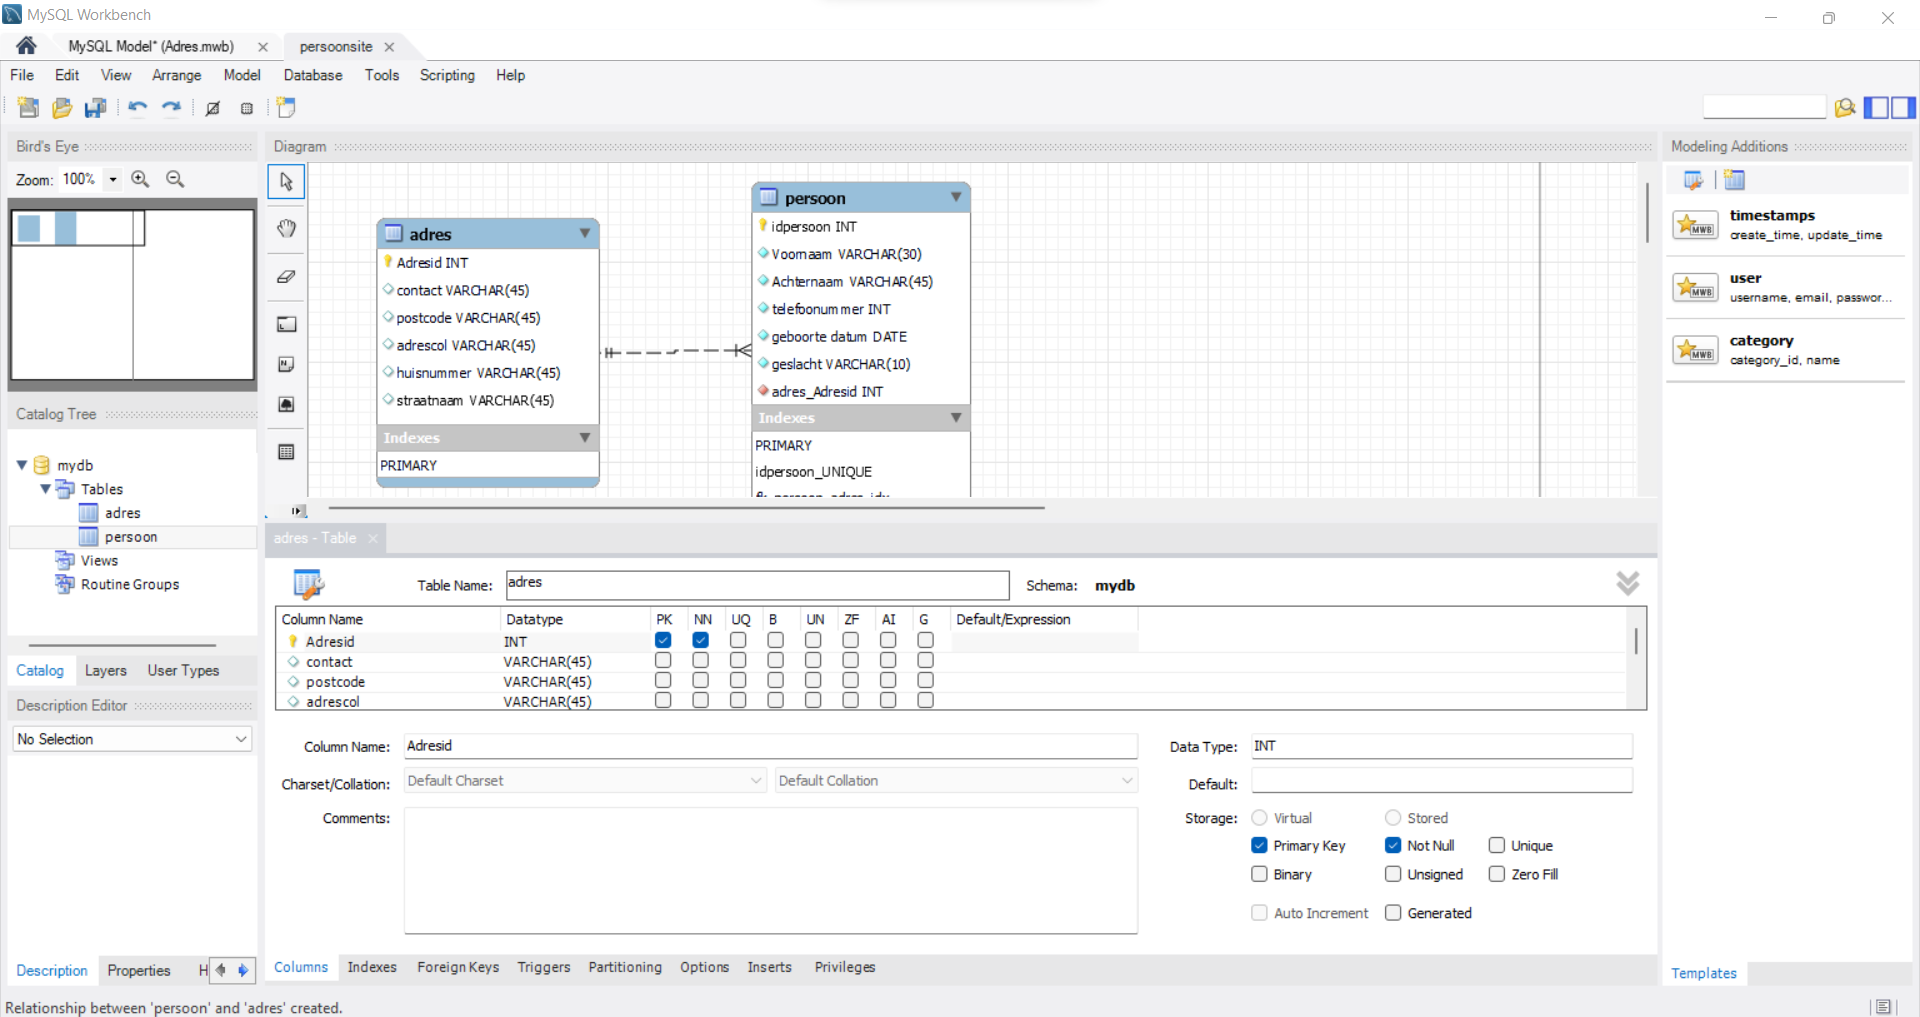 MySQL Workbench
MySQL Model* (Adres.mwb)
persoonsite
File Edit View Arrange Model Database Tools Scripting Help
Bird's Eye
Zoom: 100%
Catalog Tree
mydb
Tables
adres
persoon
Views
Routine Groups
Catalog Layers User Types
Description Editor
No Selection
Description Properties H
Diagram
adres
Adresid INT
contact VARCHAR(45)
postcode VARCHAR(45)
adrescol VARCHAR(45)
huisnummer VARCHAR(45)
straatnaam VARCHAR(45)
Indexes
PRIMARY
persoon
idpersoon INT
Voornaam VARCHAR(30)
Achternaam VARCHAR(45)
telefoonummer INT
geboorte datum DATE
geslacht VARCHAR(10)
adres_Adresid INT
Indexes
PRIMARY
idpersoon_UNIQUE
adres - Table
Table Name: adres Schema: mydb
Column Name Datatype PK NN UQ B UN ZF AI G Default/Expression
Adresid INT
contact VARCHAR(45)
postcode VARCHAR(45)
adrescol VARCHAR(45)
Column Name: Adresid
Charset/Collation: Default Charset Default Collation
Comments:
Data Type: INT
Default:
Storage: Virtual Stored
Primary Key Not Null Unique
Binary Unsigned Zero Fill
Auto Increment Generated
Columns Indexes Foreign Keys Triggers Partitioning Options Inserts Privileges
Modeling Additions
MWB
timestamps
create_time, update_time
MWB
user
username, email, passwor...
MWB
category
category_id, name
Templates
Relationship between 'persoon' and 'adres' created.